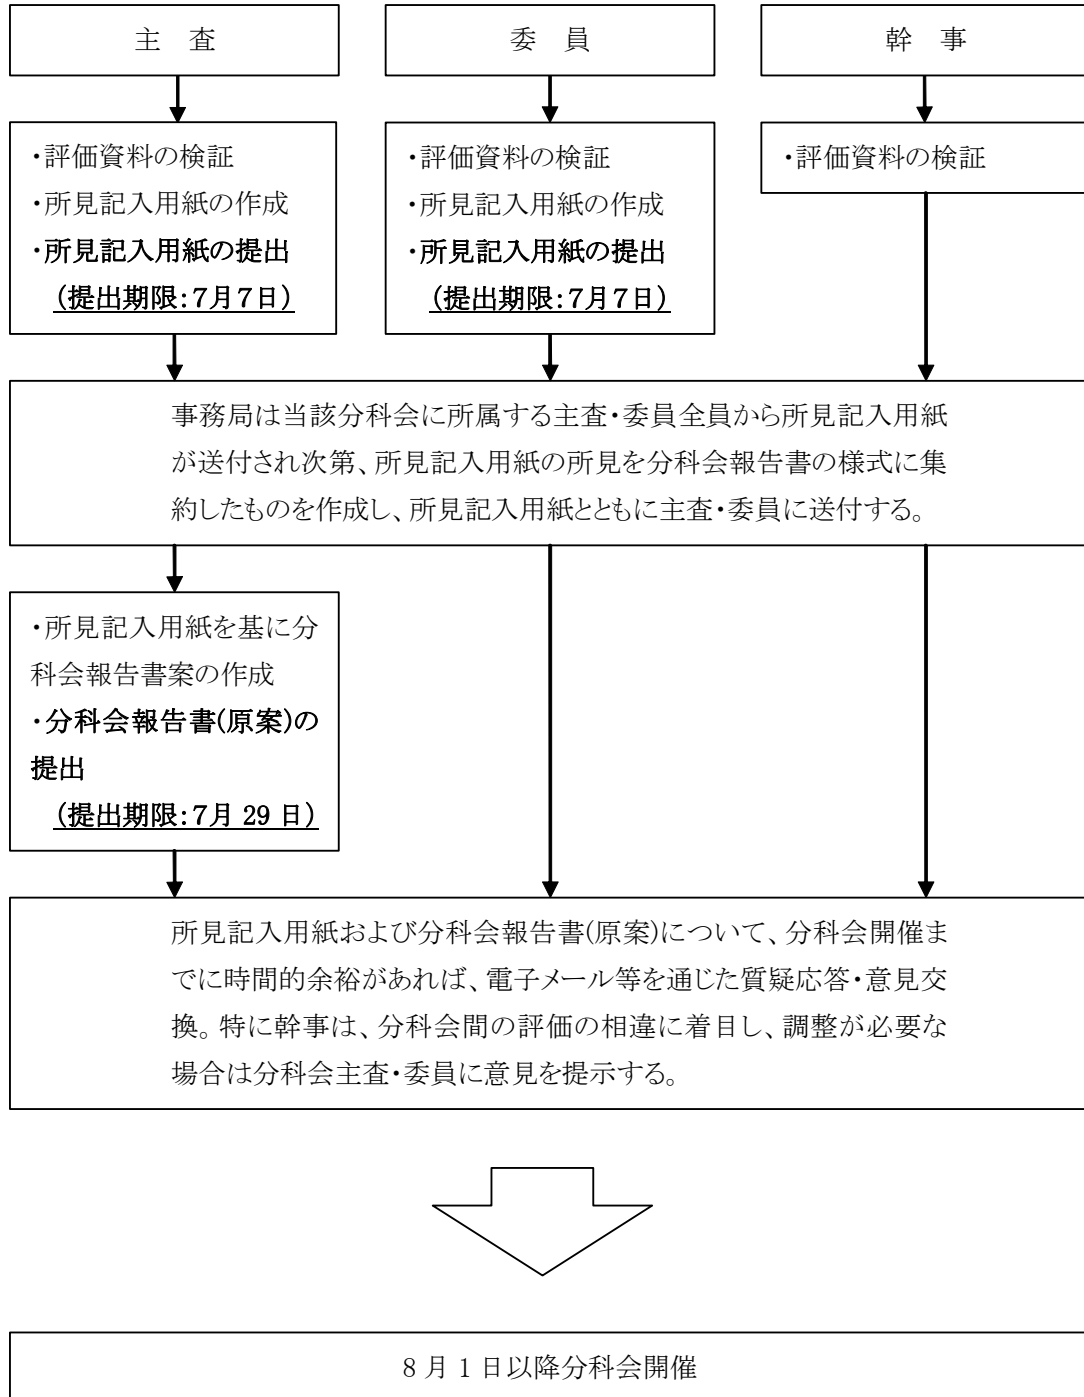 主　査
委　員
幹　事
・評価資料の検証
・所見記入用紙の作成
・所見記入用紙の提出
(提出期限：7月7日)
・評価資料の検証
・所見記入用紙の作成
・所見記入用紙の提出
(提出期限：7月7日)
・評価資料の検証
事務局は当該分科会に所属する主査・委員全員から所見記入用紙
が送付され次第、所見記入用紙の所見を分科会報告書の様式に集
約したものを作成し、所見記入用紙とともに主査・委員に送付する。
・所見記入用紙を基に分
科会報告書案の作成
・分科会報告書(原案)の
提出
(提出期限：7月 29 日)
所見記入用紙および分科会報告書(原案)について、分科会開催ま
でに時間的余裕があれば、電子メール等を通じた質疑応答・意見交
換。特に幹事は、分科会間の評価の相違に着目し、調整が必要な
場合は分科会主査・委員に意見を提示する。
8 月 1 日以降分科会開催